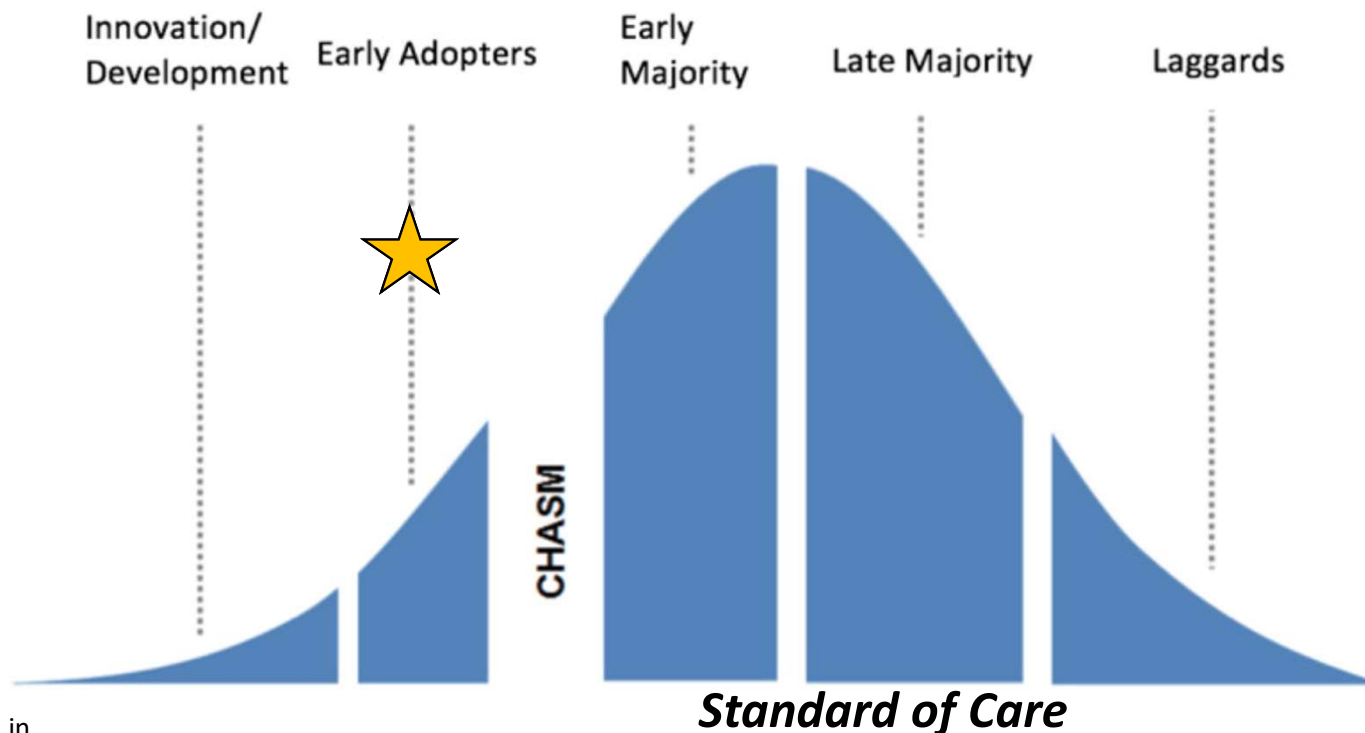 Innovation/
Development
Early Adopters
Early
Majority
Late Majority
Laggards
CHASM
Standard of Care
in